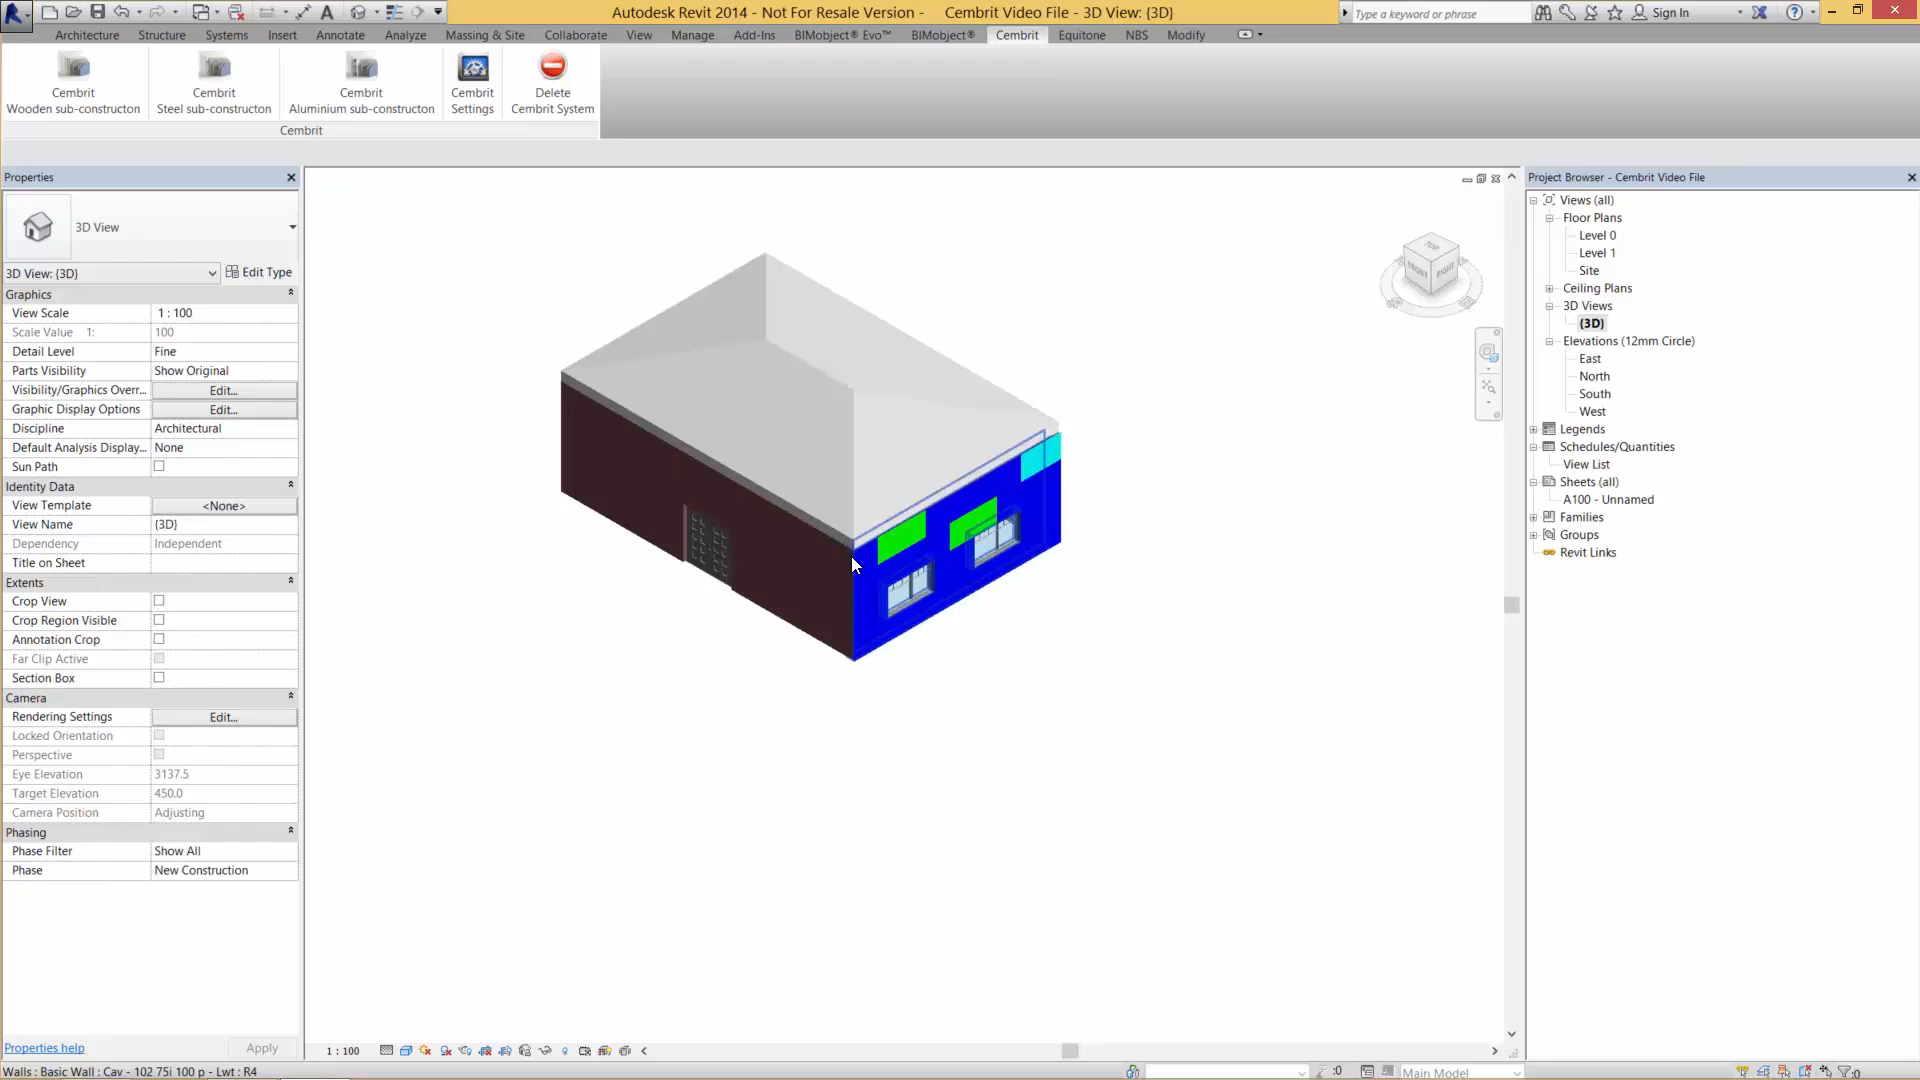 Autodesk Revit 2014 - Not For Resale Version - Cembrit Video File - 3D View: {3D}
Type a keyword or phrase
Sign In
Architecture Structure Systems Insert Annotate Analyze Massing & Site Collaborate View Manage Add-Ins BIMobject® Evo™ BIMobject® Cembrit Equitone NBS Modify
Cembrit
Wooden sub-constructon
Cembrit
Steel sub-constructon
Cembrit
Aluminium sub-constructon
Cembrit
Settings
Delete
Cembrit System
Cembrit
Properties
3D View
3D View: {3D}
Edit Type
Graphics
View Scale 1 : 100
Scale Value 1: 100
Detail Level Fine
Parts Visibility Show Original
Visibility/Graphics Overr... Edit...
Graphic Display Options Edit...
Discipline Architectural
Default Analysis Display... None
Sun Path
Identity Data
View Template <None>
View Name {3D}
Dependency Independent
Title on Sheet
Extents
Crop View
Crop Region Visible
Annotation Crop
Far Clip Active
Section Box
Camera
Rendering Settings Edit...
Locked Orientation
Perspective
Eye Elevation 3137.5
Target Elevation 450.0
Camera Position Adjusting
Phasing
Phase Filter Show All
Phase New Construction
Properties help
Apply
TOP
FRONT RIGHT
1 : 100
Project Browser - Cembrit Video File
Views (all)
Floor Plans
Level 0
Level 1
Site
Ceiling Plans
3D Views
{3D}
Elevations (12mm Circle)
East
North
South
West
Legends
Schedules/Quantities
View List
Sheets (all)
A100 - Unnamed
Families
Groups
Revit Links
Walls : Basic Wall : Cav - 102 75i 100 p - Lwt : R4
:0
Main Model
:0